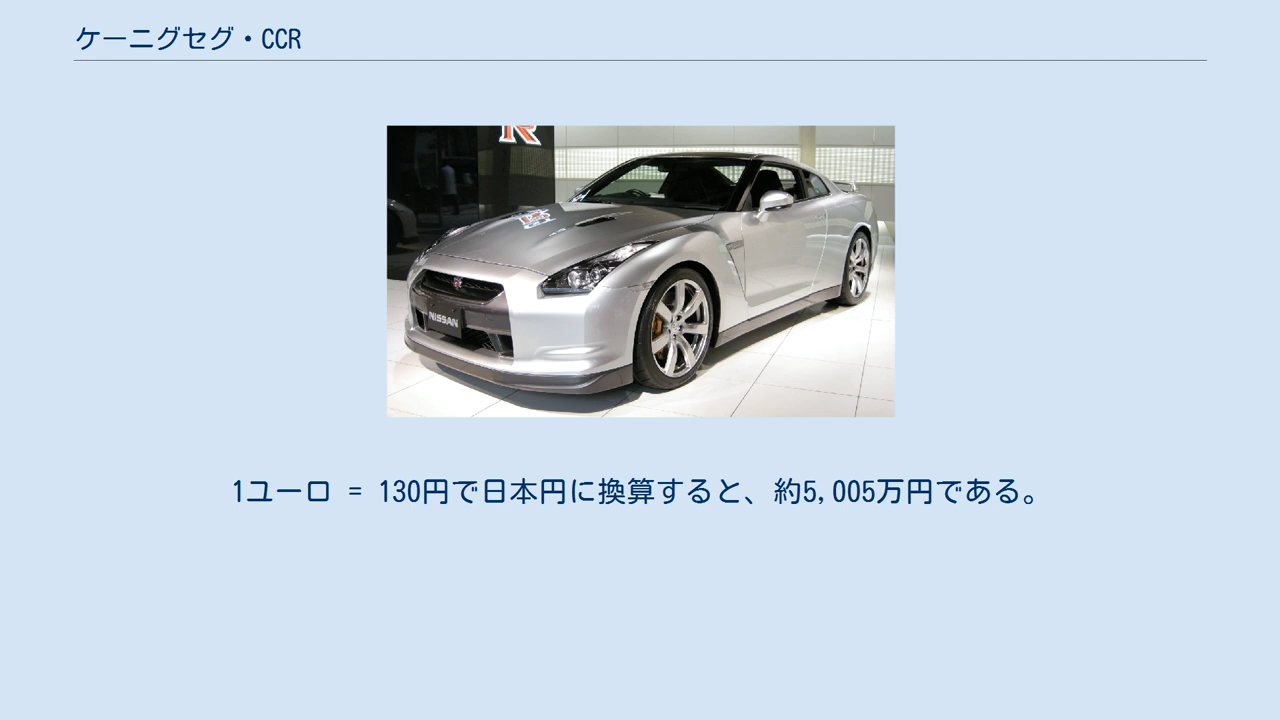 ケーニグセグ・CCR
R
NISSAN
1ユーロ = 130円で日本円に換算すると、約5,005万円である。